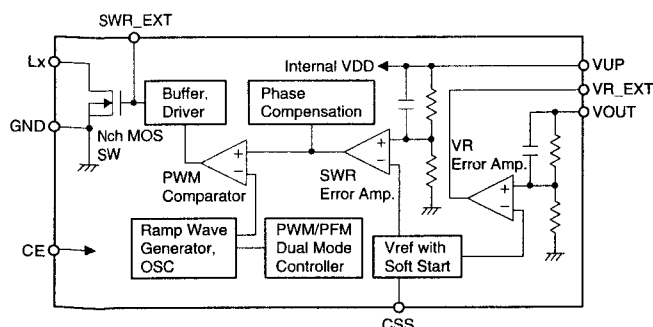 SWR_EXT
Lx
Internal VDD
VUP
VR_EXT
VOUT
Buffer,
Driver
Phase
Compensation
GND
Nch MOS
SW
+
−
PWM
Comparator
+
−
SWR
Error Amp.
VR
Error Amp.
+
−
Ramp Wave
Generator,
OSC
PWM/PFM
Dual Mode
Controller
Vref with
Soft Start
CE
CSS